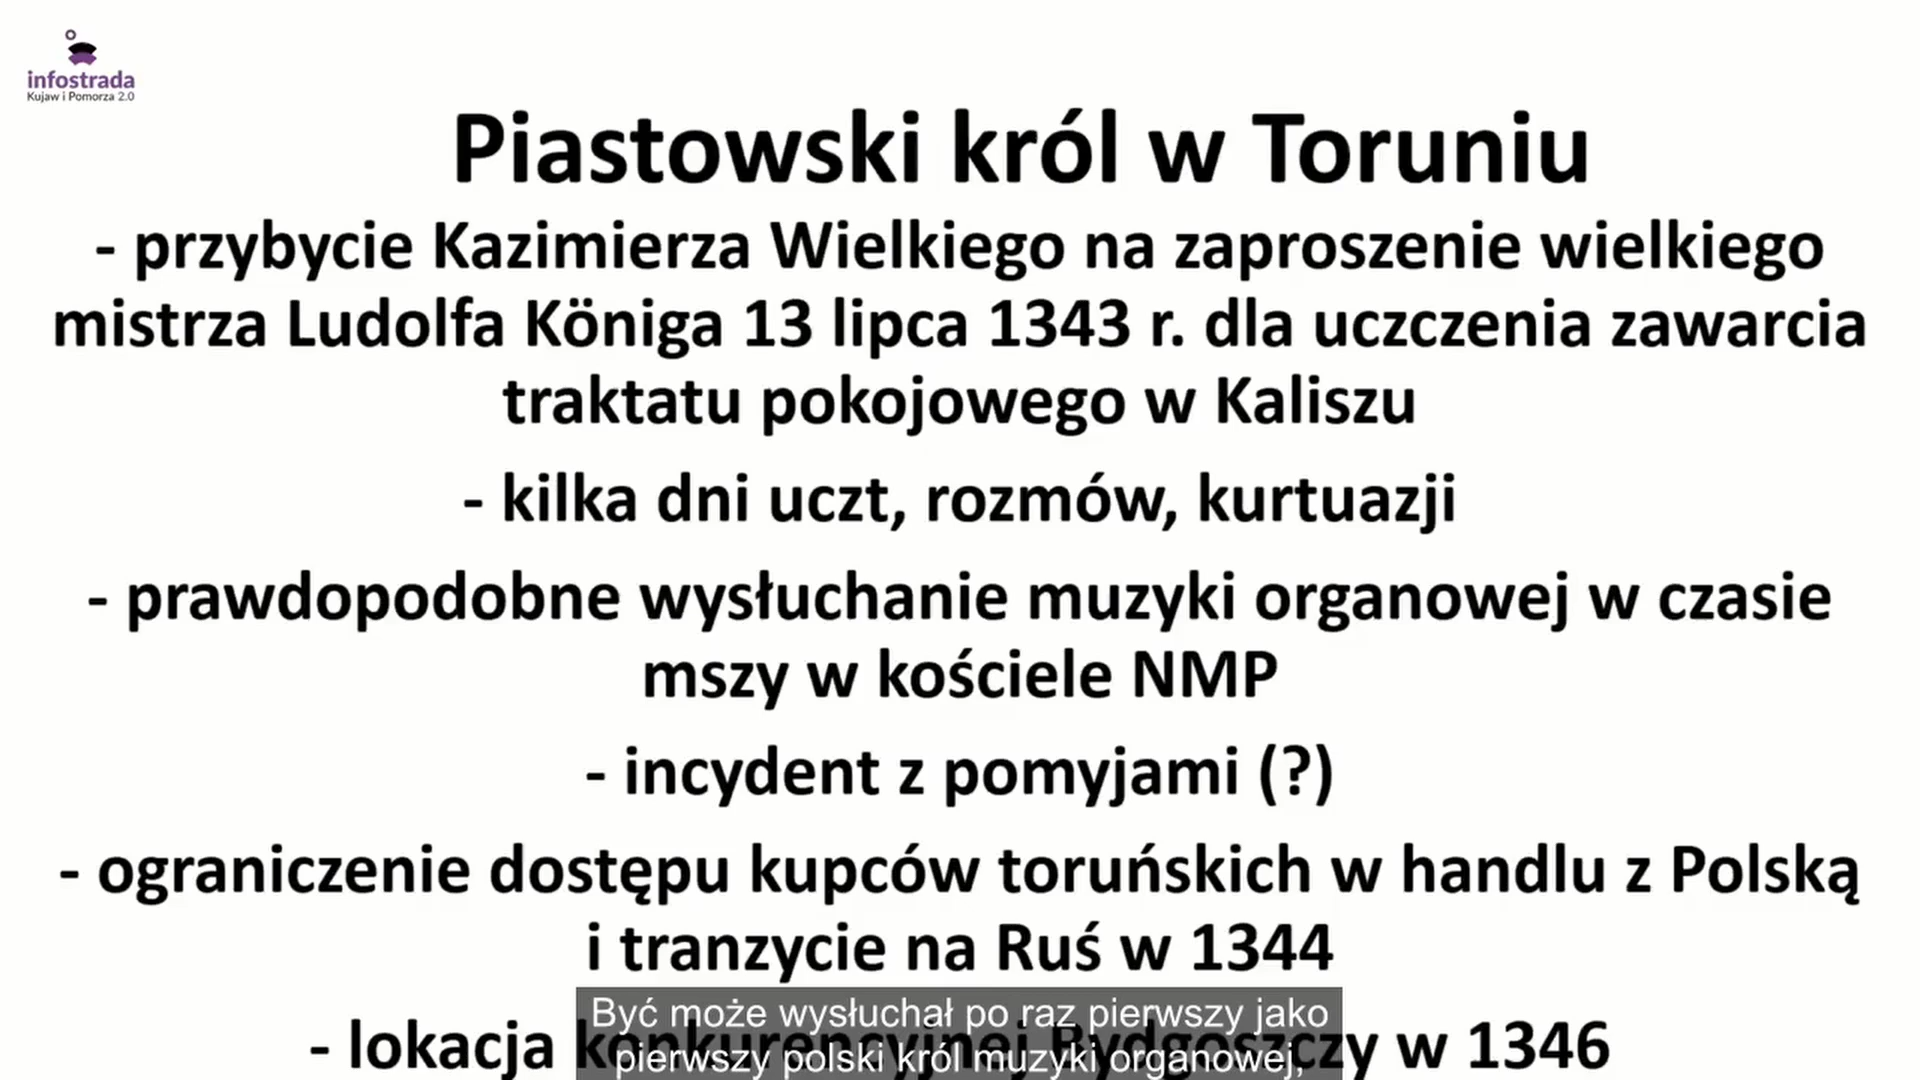 infostrada
Kujaw i Pomorza 2.0
Piastowski król w Toruniu
- przybycie Kazimierza Wielkiego na zaproszenie wielkiego
mistrza Ludolfa Königa 13 lipca 1343 r. dla uczczenia zawarcia
traktatu pokojowego w Kaliszu
- kilka dni uczt, rozmów, kurtuazji
- prawdopodobne wysłuchanie muzyki organowej w czasie
mszy w kościele NMP
- incydent z pomyjami (?)
- ograniczenie dostępu kupców toruńskich w handlu z Polską
i tranzycie na Ruś w 1344
- lokacja konkurencyjnej Bydgoszczy w 1346
Być może wysłuchał po raz pierwszy jako
pierwszy polski król muzyki organowej,